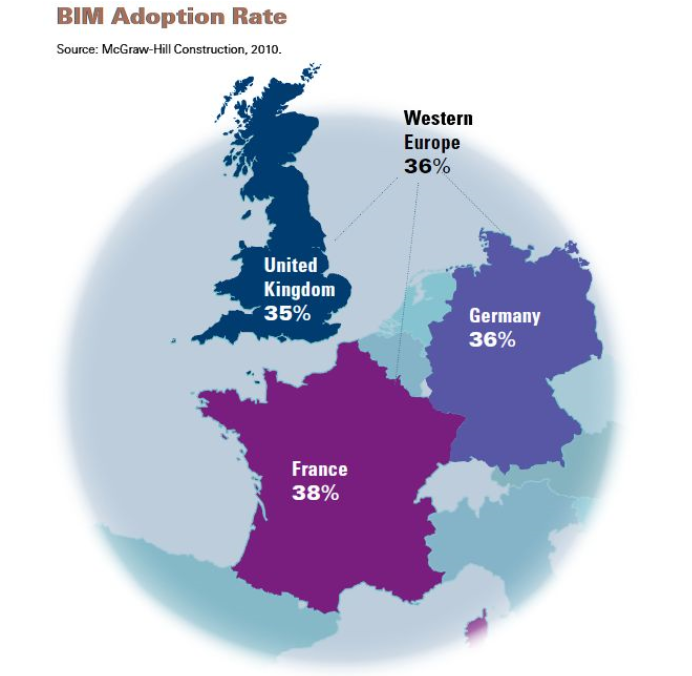 BIM Adoption Rate
Source: McGraw-Hill Construction, 2010.
Western
Europe
36%
United
Kingdom
35%
Germany
36%
France
38%